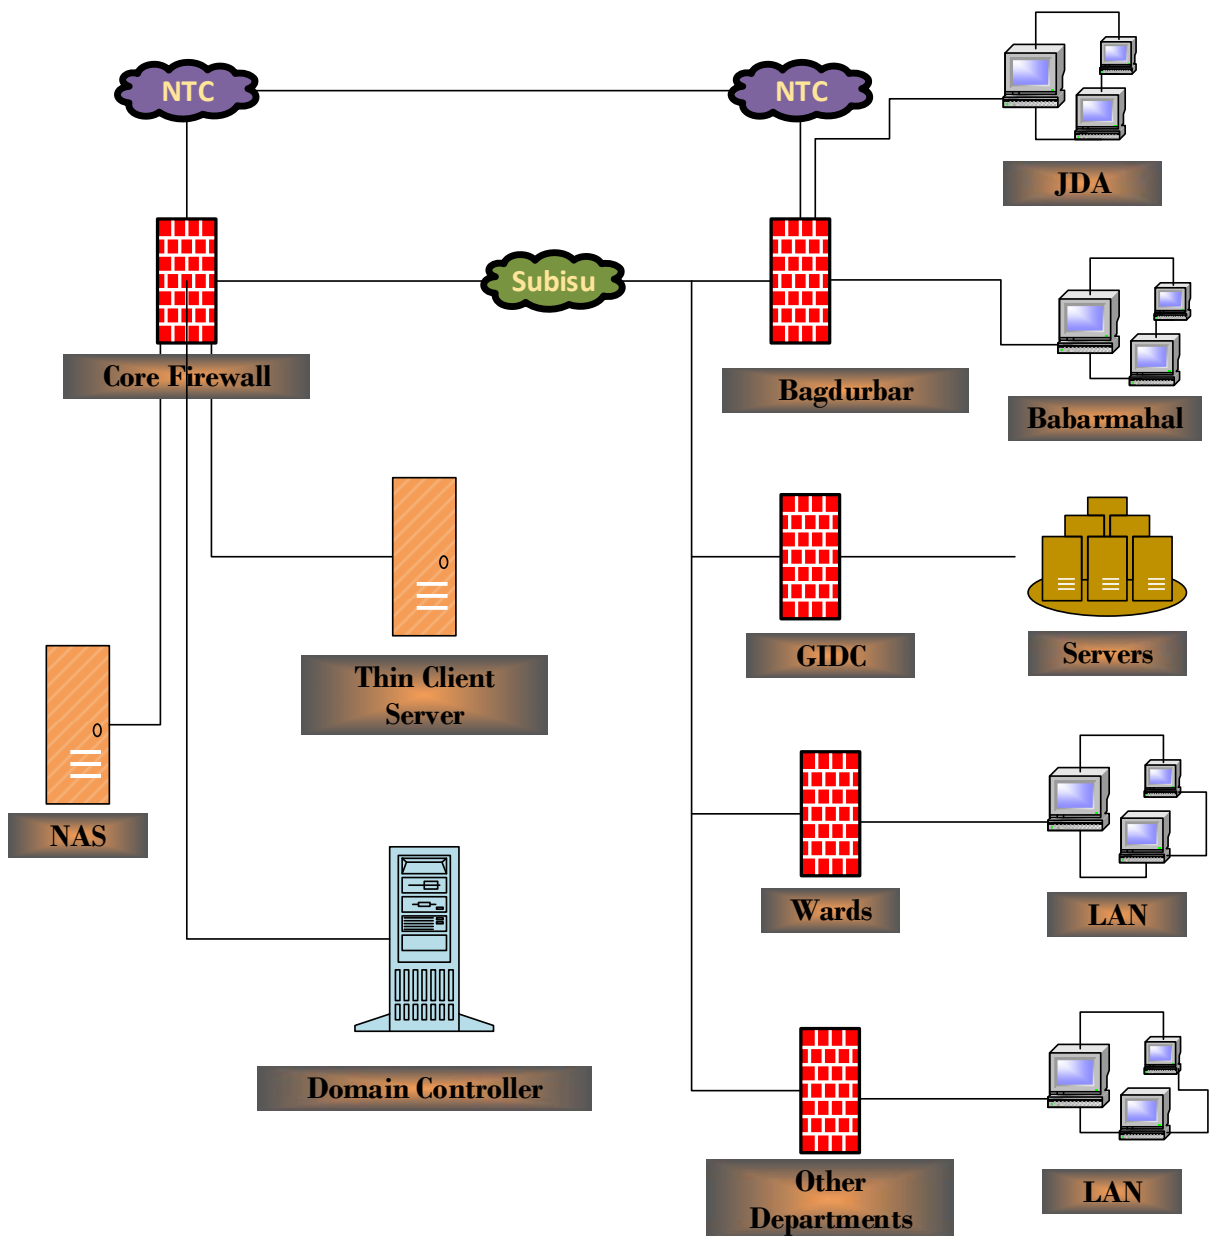 NTC
NTC
JDA
Subisu
Core Firewall
Bagdurbar
Babarmahal
Thin Client
Server
GIDC
Servers
NAS
Wards
LAN
Domain Controller
Other
Departments
LAN